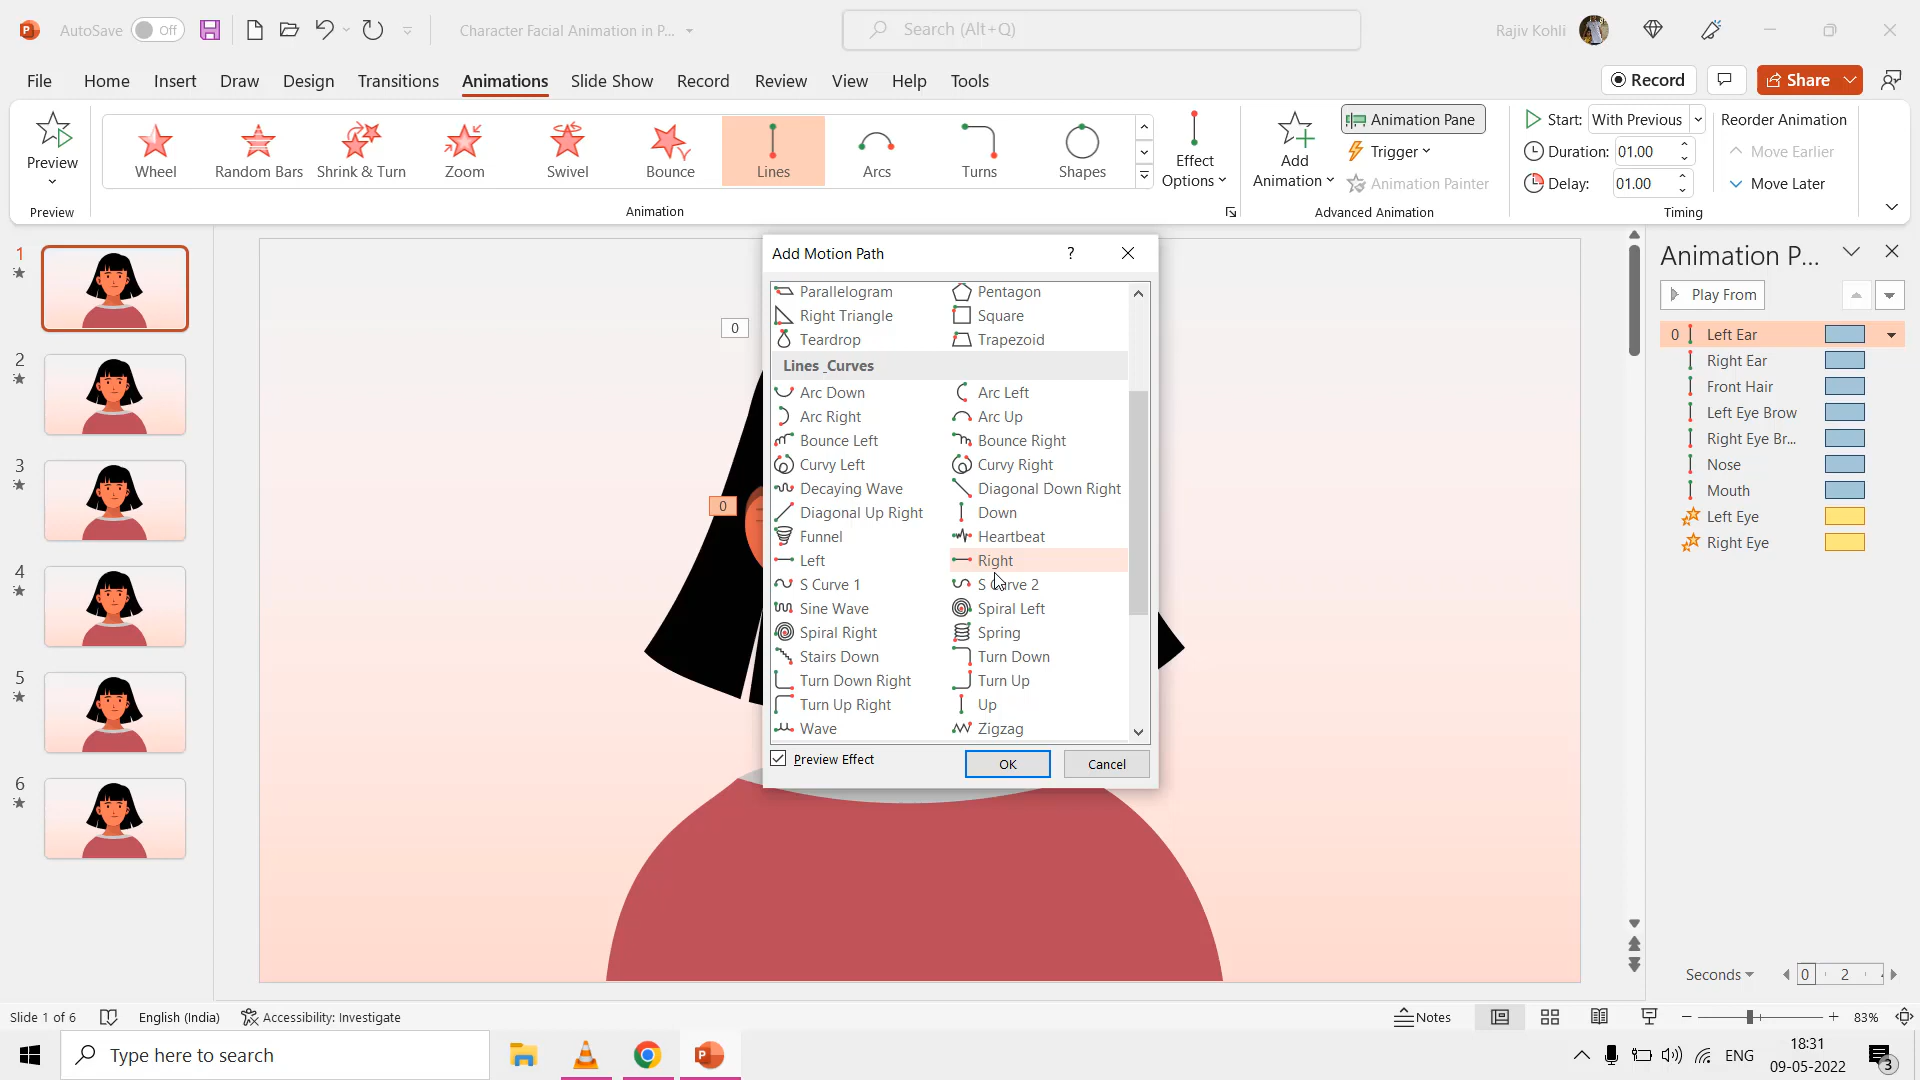 AutoSave Off Character Facial Animation in P... Search (Alt+Q) Rajiv Kohli
File Home Insert Draw Design Transitions Animations Slide Show Record Review View Help Tools Record Share
Preview
Preview
Wheel Random Bars Shrink & Turn Zoom Swivel Bounce Lines Arcs Turns Shapes
Animation
Effect
Options
Add
Animation
Animation Pane
Trigger
Animation Painter
Advanced Animation
Start: With Previous
Duration: 01.00
Delay: 01.00
Timing
Reorder Animation
Move Earlier
Move Later
1
2
3
4
5
6
0
0
Add Motion Path ?
Parallelogram Pentagon
Right Triangle Square
Teardrop Trapezoid
Lines_Curves
Arc Down Arc Left
Arc Right Arc Up
Bounce Left Bounce Right
Curvy Left Curvy Right
Decaying Wave Diagonal Down Right
Diagonal Up Right Down
Funnel Heartbeat
Left Right
S Curve 1 S Curve 2
Sine Wave Spiral Left
Spiral Right Spring
Stairs Down Turn Down
Turn Down Right Turn Up
Turn Up Right Up
Wave Zigzag
Preview Effect OK Cancel
Animation P...
Play From
0 Left Ear
Right Ear
Front Hair
Left Eye Brow
Right Eye Br...
Nose
Mouth
Left Eye
Right Eye
Seconds 0 2
Slide 1 of 6 English (India) Accessibility: Investigate Notes 83%
Type here to search ENG 18:31
09-05-2022 3